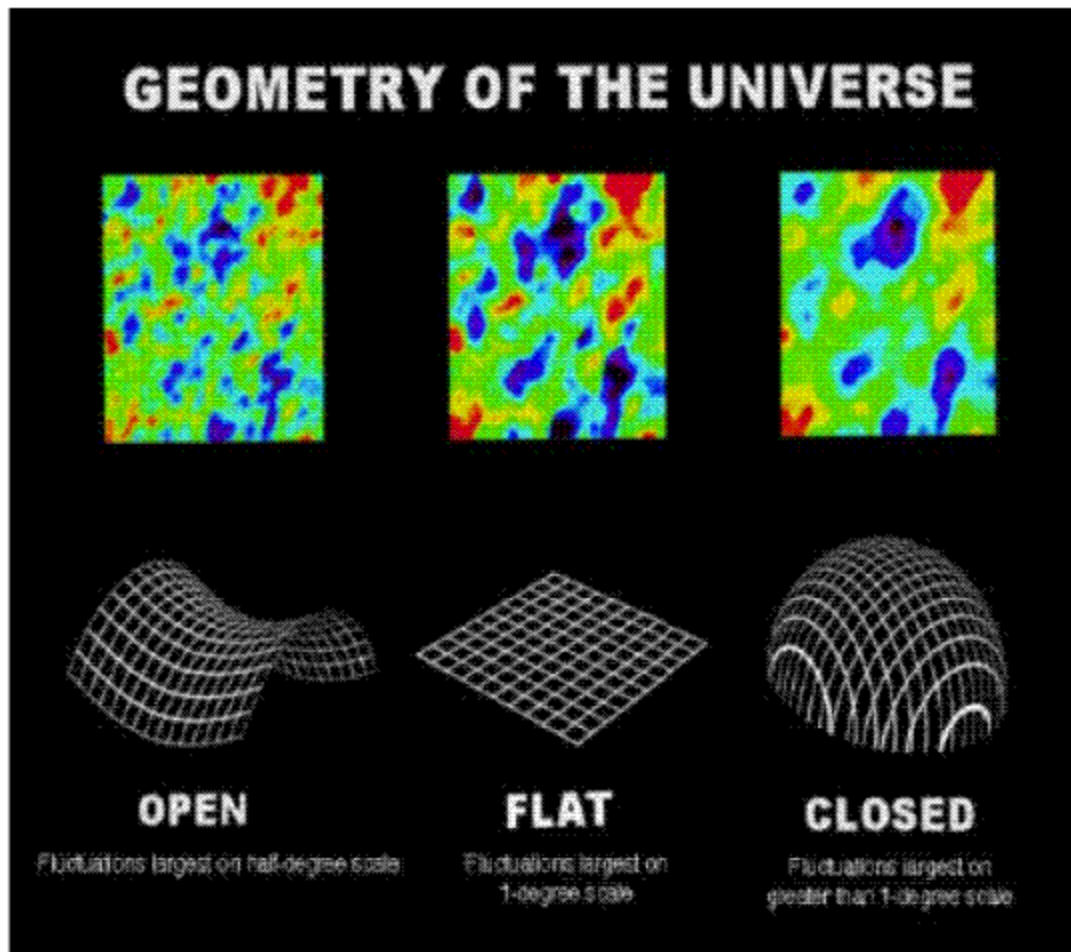 GEOMETRY OF THE UNIVERSE
OPEN
Fluctuations largest on half-degree scale
FLAT
Fluctuations largest on
1-degree scale
CLOSED
Fluctuations largest on
greater than 1-degree scale